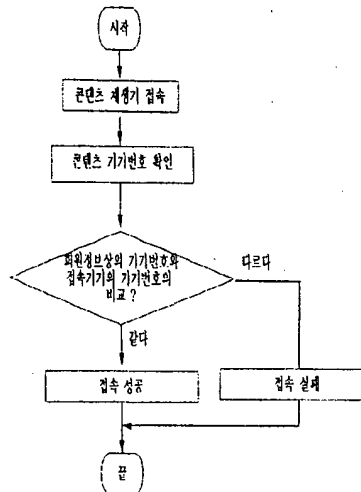 시작
콘텐츠 재생기 접속
콘텐츠 기기번호 확인
회원정보상의 기기번호와
접속기기의 기기번호의
비교 ?
다르다
같다
접속 성공
접속 실패
끝